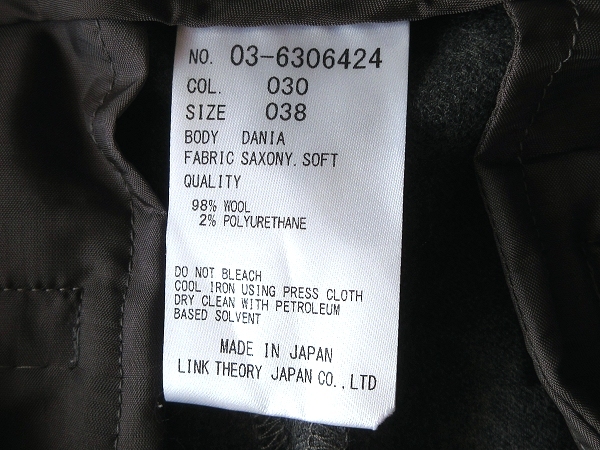 NO. 03-6306424
COL. 030
SIZE 038
BODY DANIA
FABRIC SAXONY.SOFT
QUALITY
98% WOOL
2% POLYURETHANE
DO NOT BLEACH
COOL IRON USING PRESS CLOTH
DRY CLEAN WITH PETROLEUM
BASED SOLVENT
MADE IN JAPAN
LINK THEORY JAPAN CO.,LTD